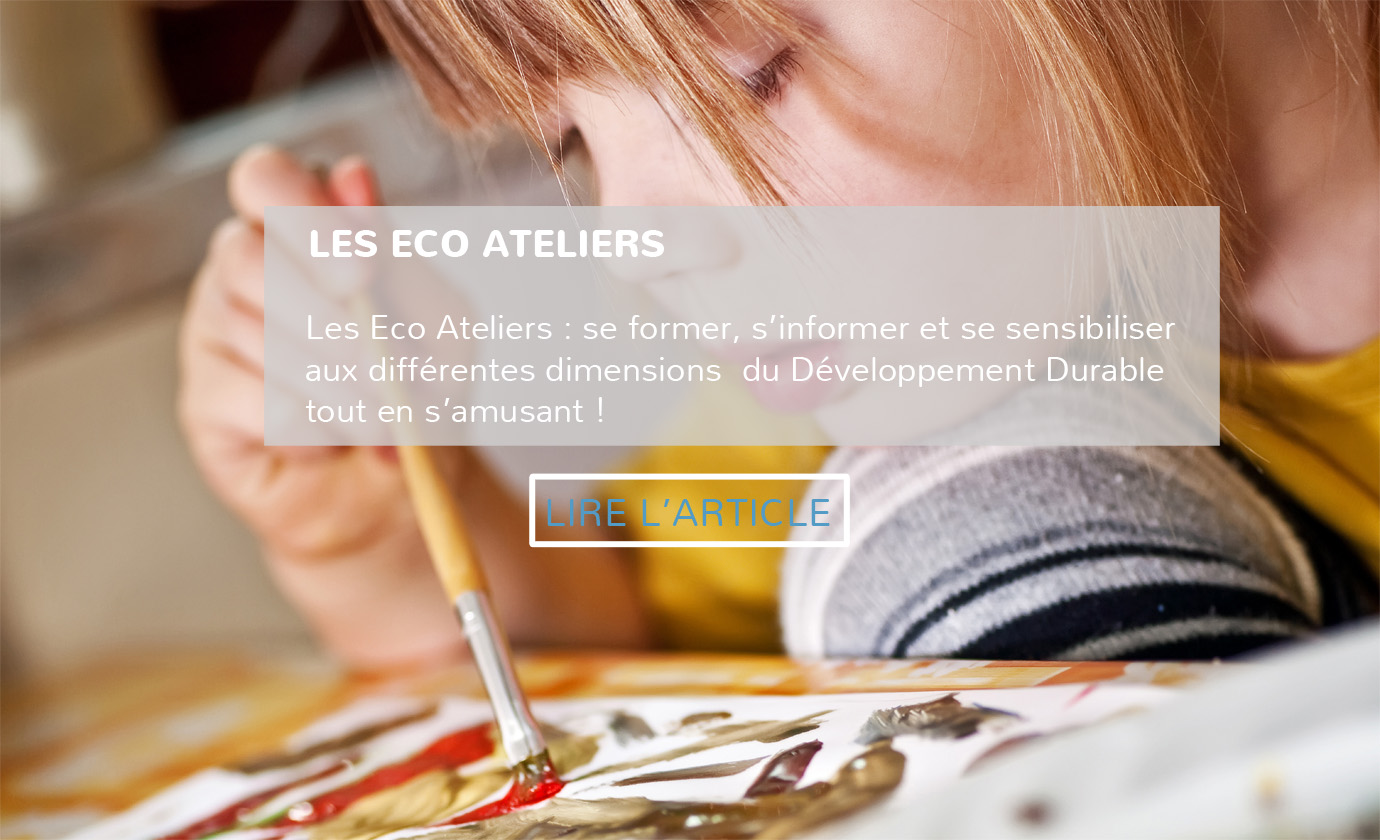 LES ECO ATELIERS
Les Eco Ateliers : se former, s’informer et se sensibiliser
aux différentes dimensions  du Développement Durable
tout en s’amusant !
LIRE L’ARTICLE